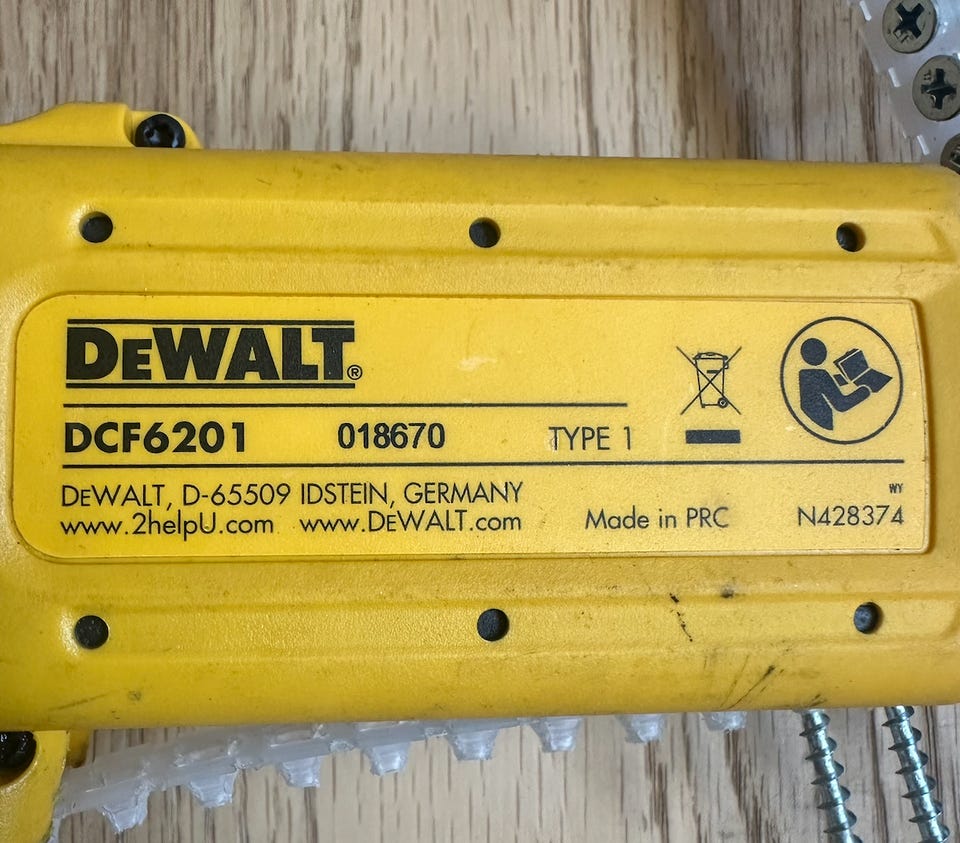 DEWALT®
DCF6201 018670 TYPE 1
DEWALT, D-65509 IDSTEIN, GERMANY
WY
www.2helpU.com www.DEWALT.com Made in PRC N428374